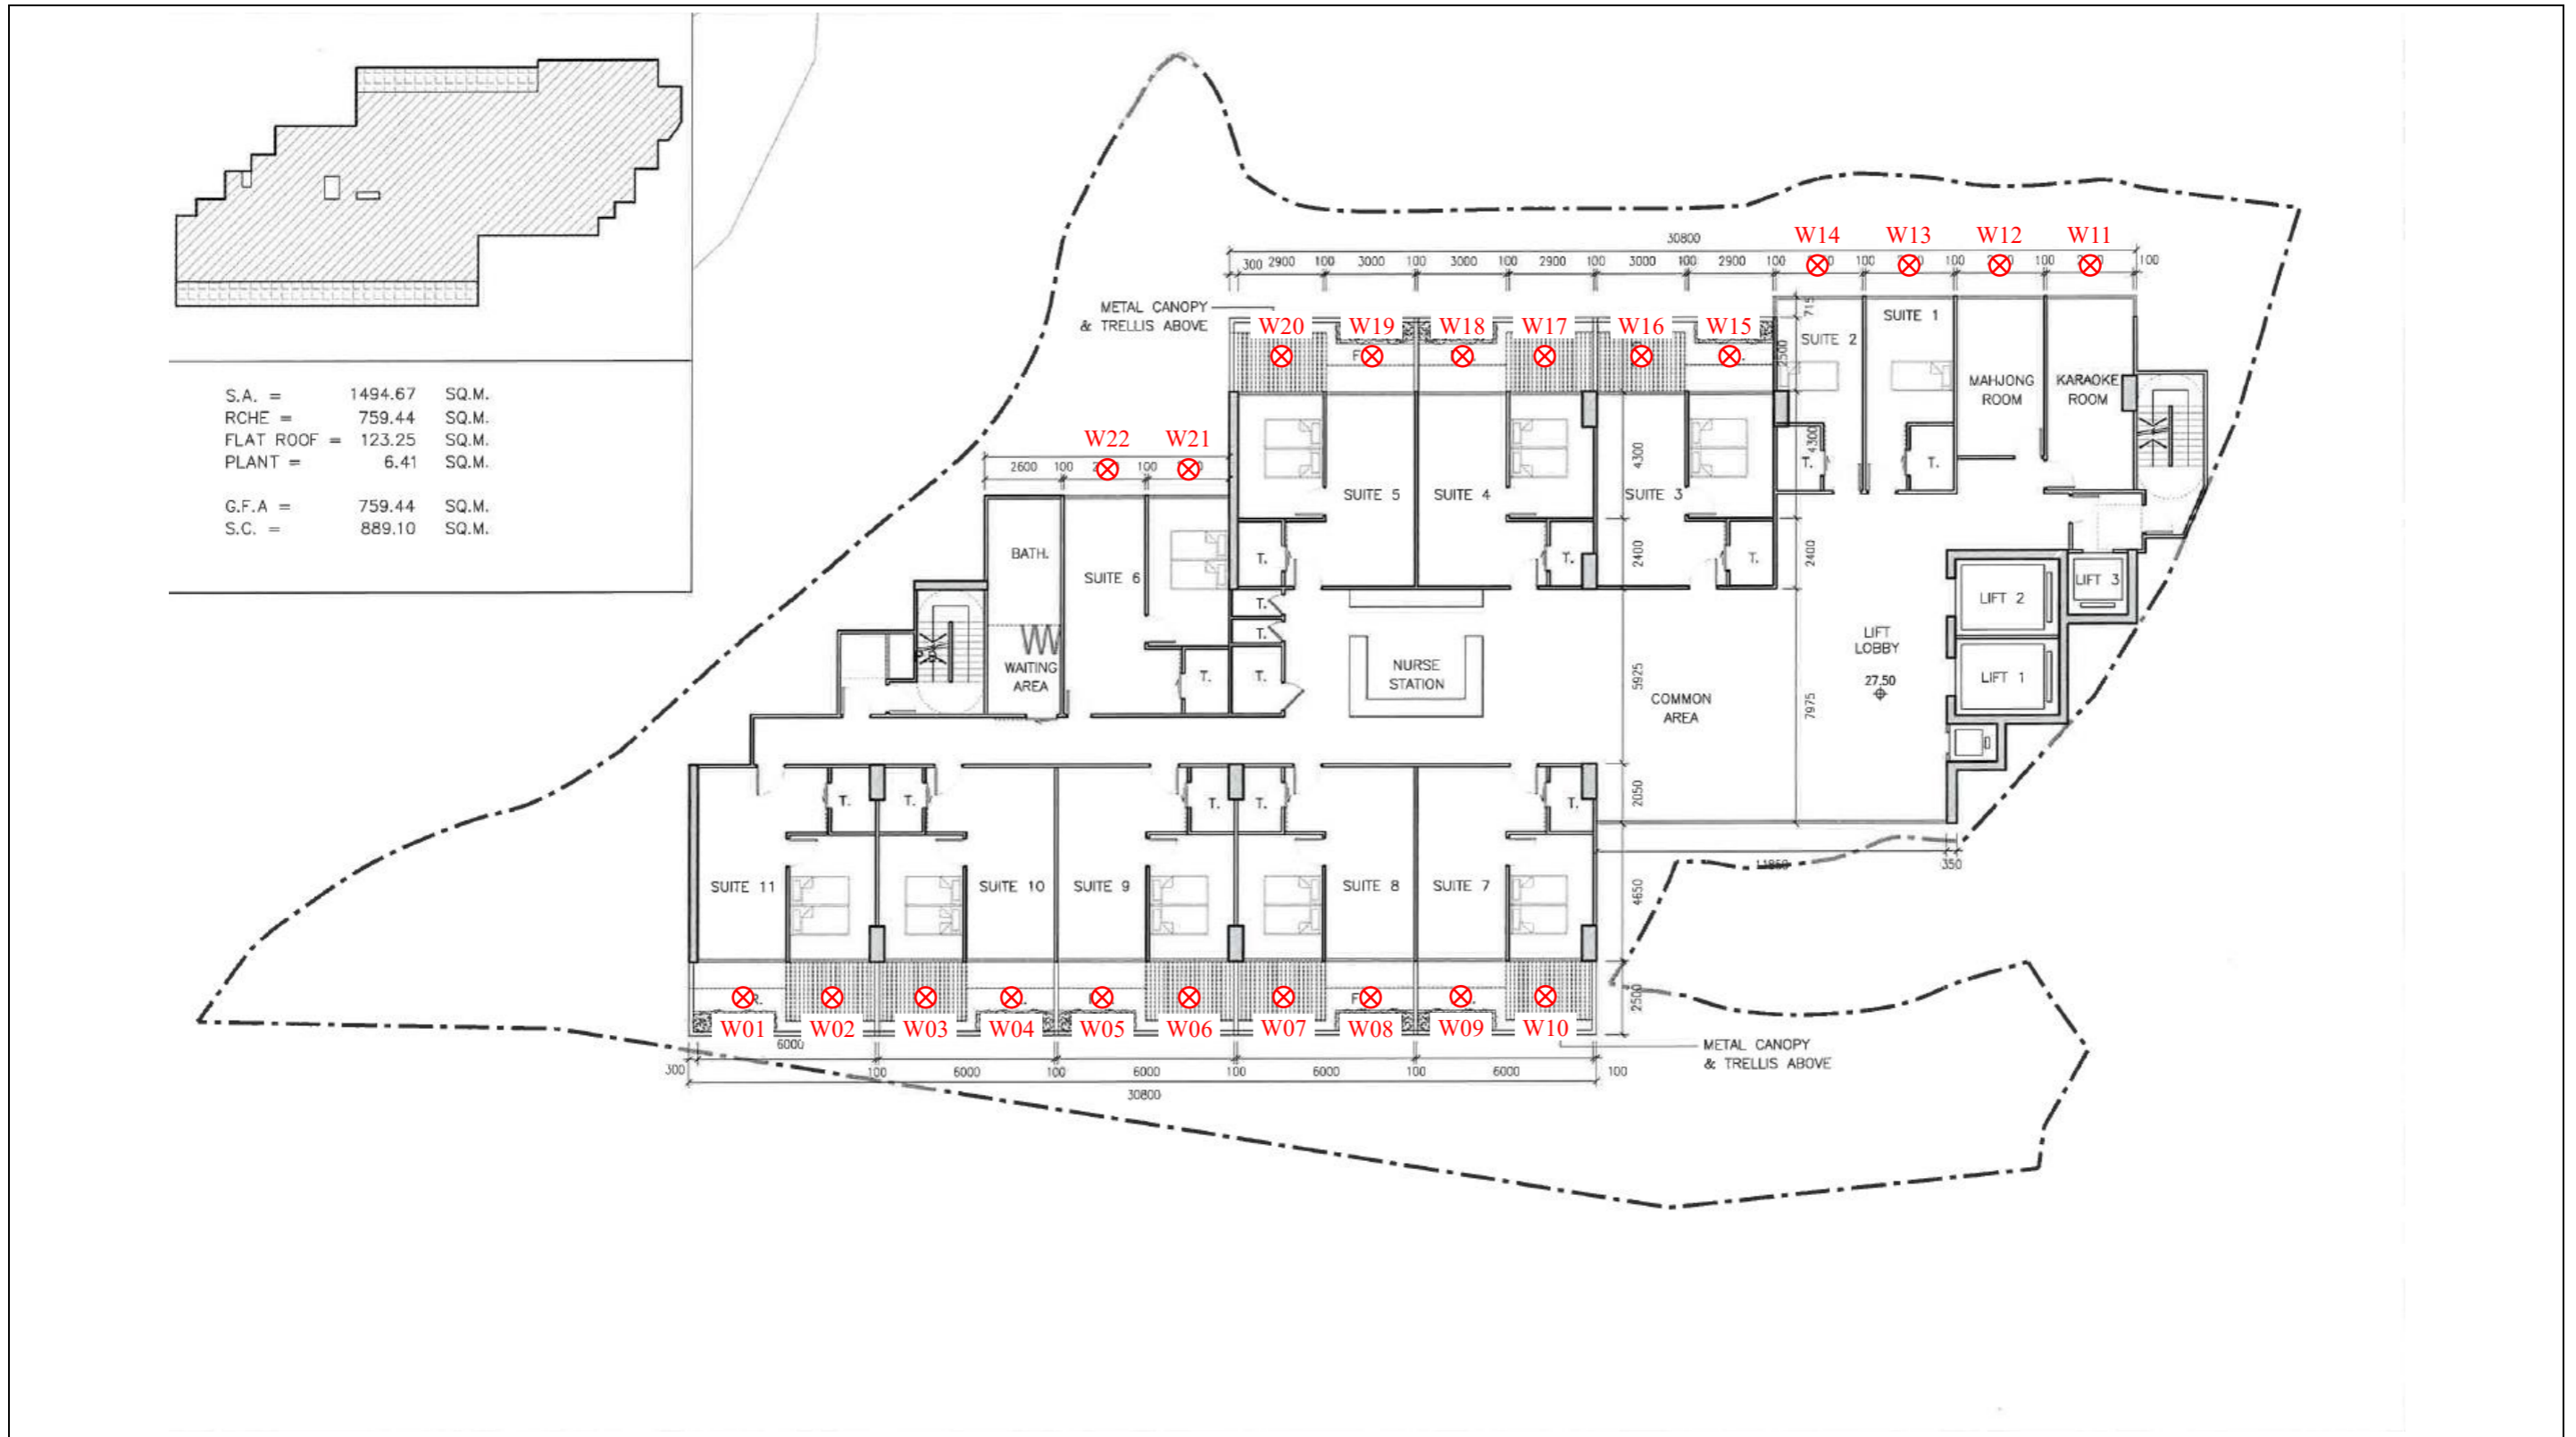 S.A. = 1494.67 SQ.M.
RCHE = 759.44 SQ.M.
FLAT ROOF = 123.25 SQ.M.
PLANT = 6.41 SQ.M.
G.F.A = 759.44 SQ.M.
S.C. = 889.10 SQ.M.
30800
W14 W13 W12 W11
300 2900 100 3000 100 3000 100 2900 100 3000 100 2900 100 100 100 100 100
METAL CANOPY
& TRELLIS ABOVE
W20 W19 W18 W17 W16 W15
715
2500
SUITE 2
SUITE 1
MAHJONG
ROOM
KARAOKE
ROOM
W22 W21
2600 100 100
4300
4300
T. T.
SUITE 5 SUITE 4 SUITE 3
BATH.
SUITE 6
T. T. T.
2400
2400
LIFT 3
LIFT 2
T.
T.
LIFT
LOBBY
27.50
WAITING
AREA
T. T.
NURSE
STATION
5925
COMMON
AREA
7975
LIFT 1
T. T. T. T. T.
2050
11850
350
SUITE 11 SUITE 10 SUITE 9 SUITE 8 SUITE 7
4650
2500
W01 W02 W03 W04 W05 W06 W07 W08 W09 W10
METAL CANOPY
& TRELLIS ABOVE
6000
300 100 6000 100 6000 100 6000 100 6000 100
30800